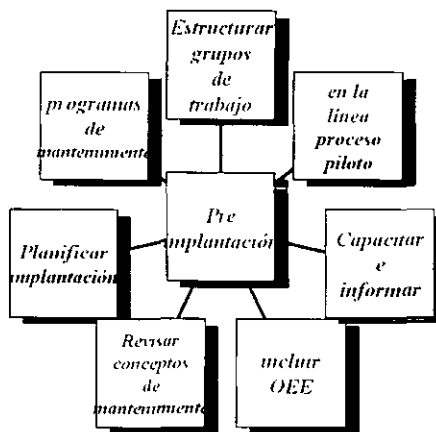 Estructurar
grupos
de
trabajo
programas
de
mantenimiento
en la
línea
proceso
piloto
Pre
implantación
Planificar
implantación
Capacitar
e
informar
Revisar
conceptos
de
mantenimiento
incluir
OEE